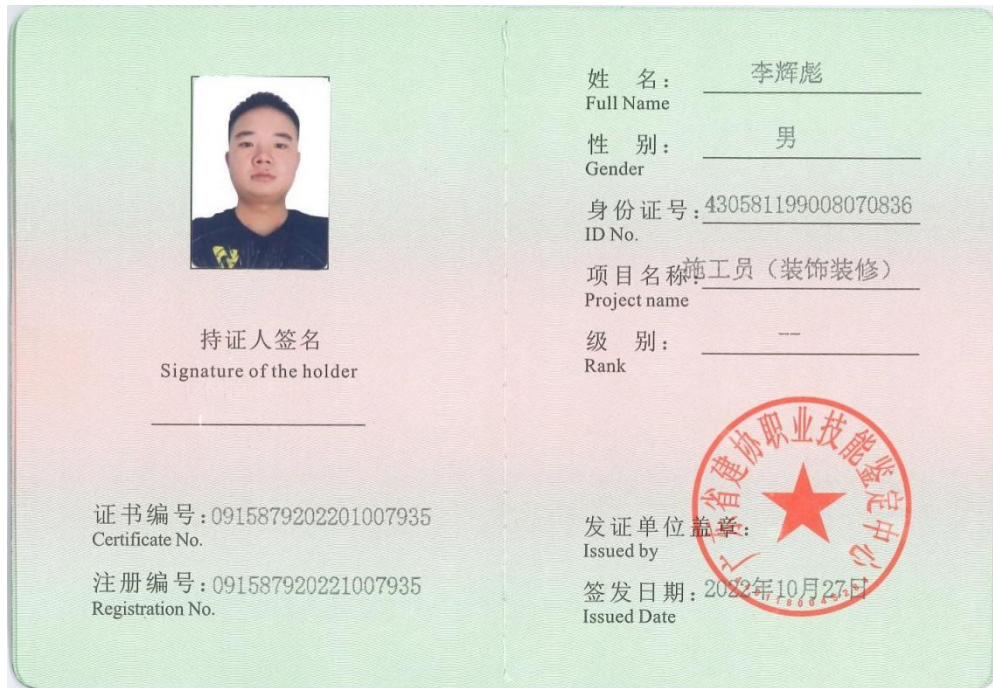 持证人签名
Signature of the holder
证书编号:0915879202201007935
Certificate No.
注册编号:091587920221007935
Registration No.
姓 名: 李辉彪
Full Name
性 别: 男
Gender
身份证号:430581199008070836
ID No.
项目名称:施工员（装饰装修）
Project name
级 别: --
Rank
广东省建协职业技能鉴定中心
发证单位盖章:
Issued by
签发日期:2022年10月27日
Issued Date